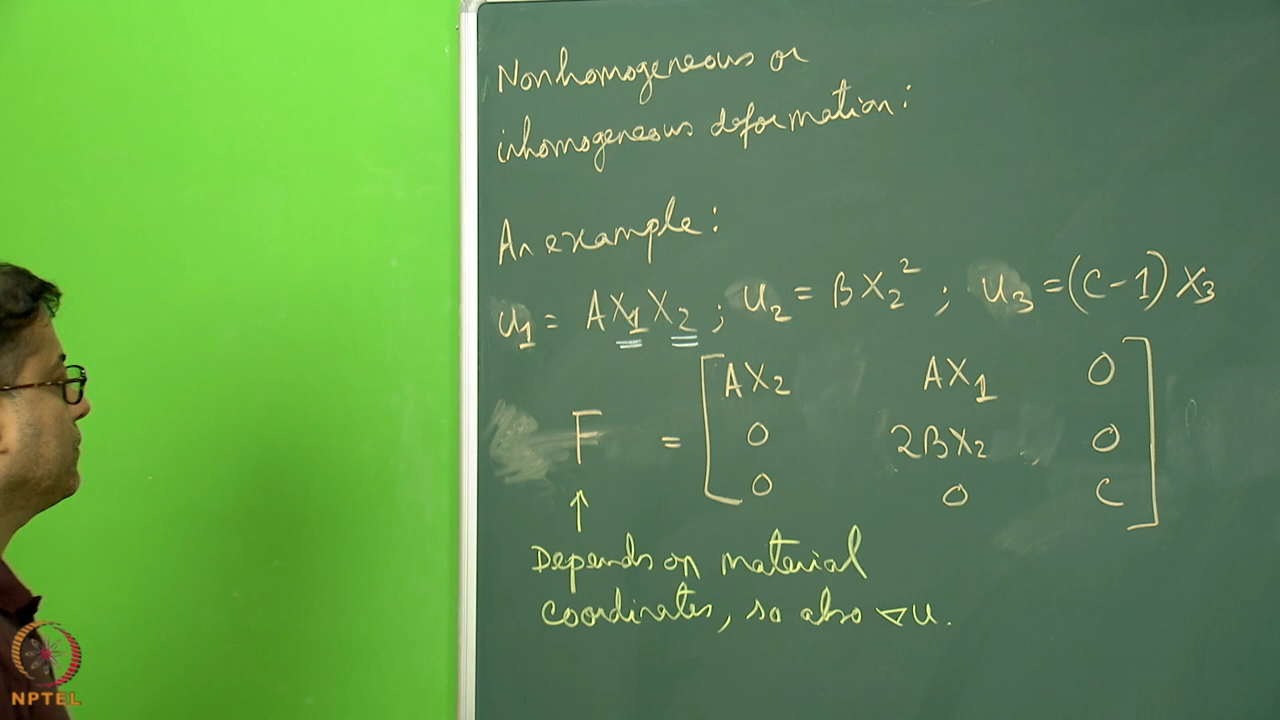 Nonhomogeneous or
inhomogeneous deformation:
An example:
u₁ = AX₁X₂ ; u₂ = BX₂² ; u₃ = (C-1) X₃
F = [ AX₂ AX₁ 0
0 2BX₂ 0
0 0 C ]
↑
Depends on material
coordinates, so also ∇u.
NPTEL